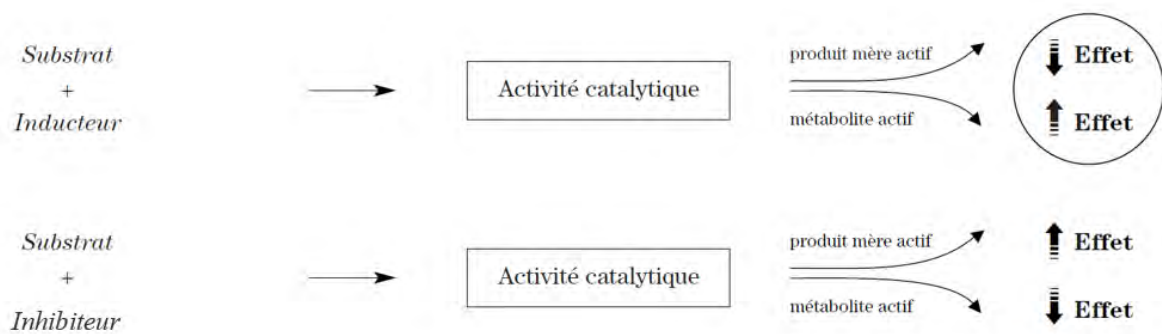 Substrat
+
Inducteur
Activité catalytique
produit mère actif
métabolite actif
Effet
Effet
Substrat
+
Inhibiteur
Activité catalytique
produit mère actif
métabolite actif
Effet
Effet